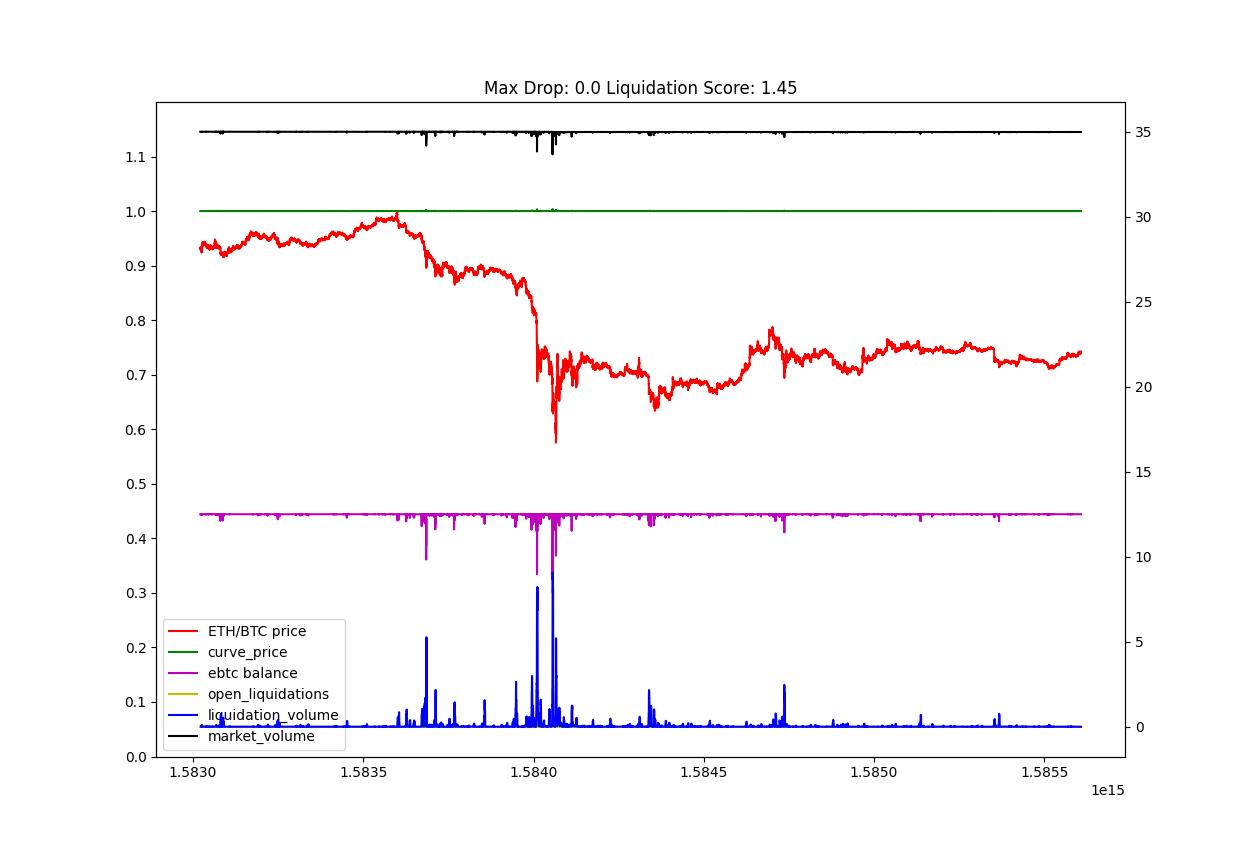 Max Drop: 0.0 Liquidation Score: 1.45
1.1
1.0
0.9
0.8
0.7
0.6
0.5
0.4
0.3
0.2
0.1
0.0
35
30
25
20
15
10
5
0
ETH/BTC price
curve_price
ebtc balance
open_liquidations
liquidation_volume
market_volume
1.5830 1.5835 1.5840 1.5845 1.5850 1.5855
1e15